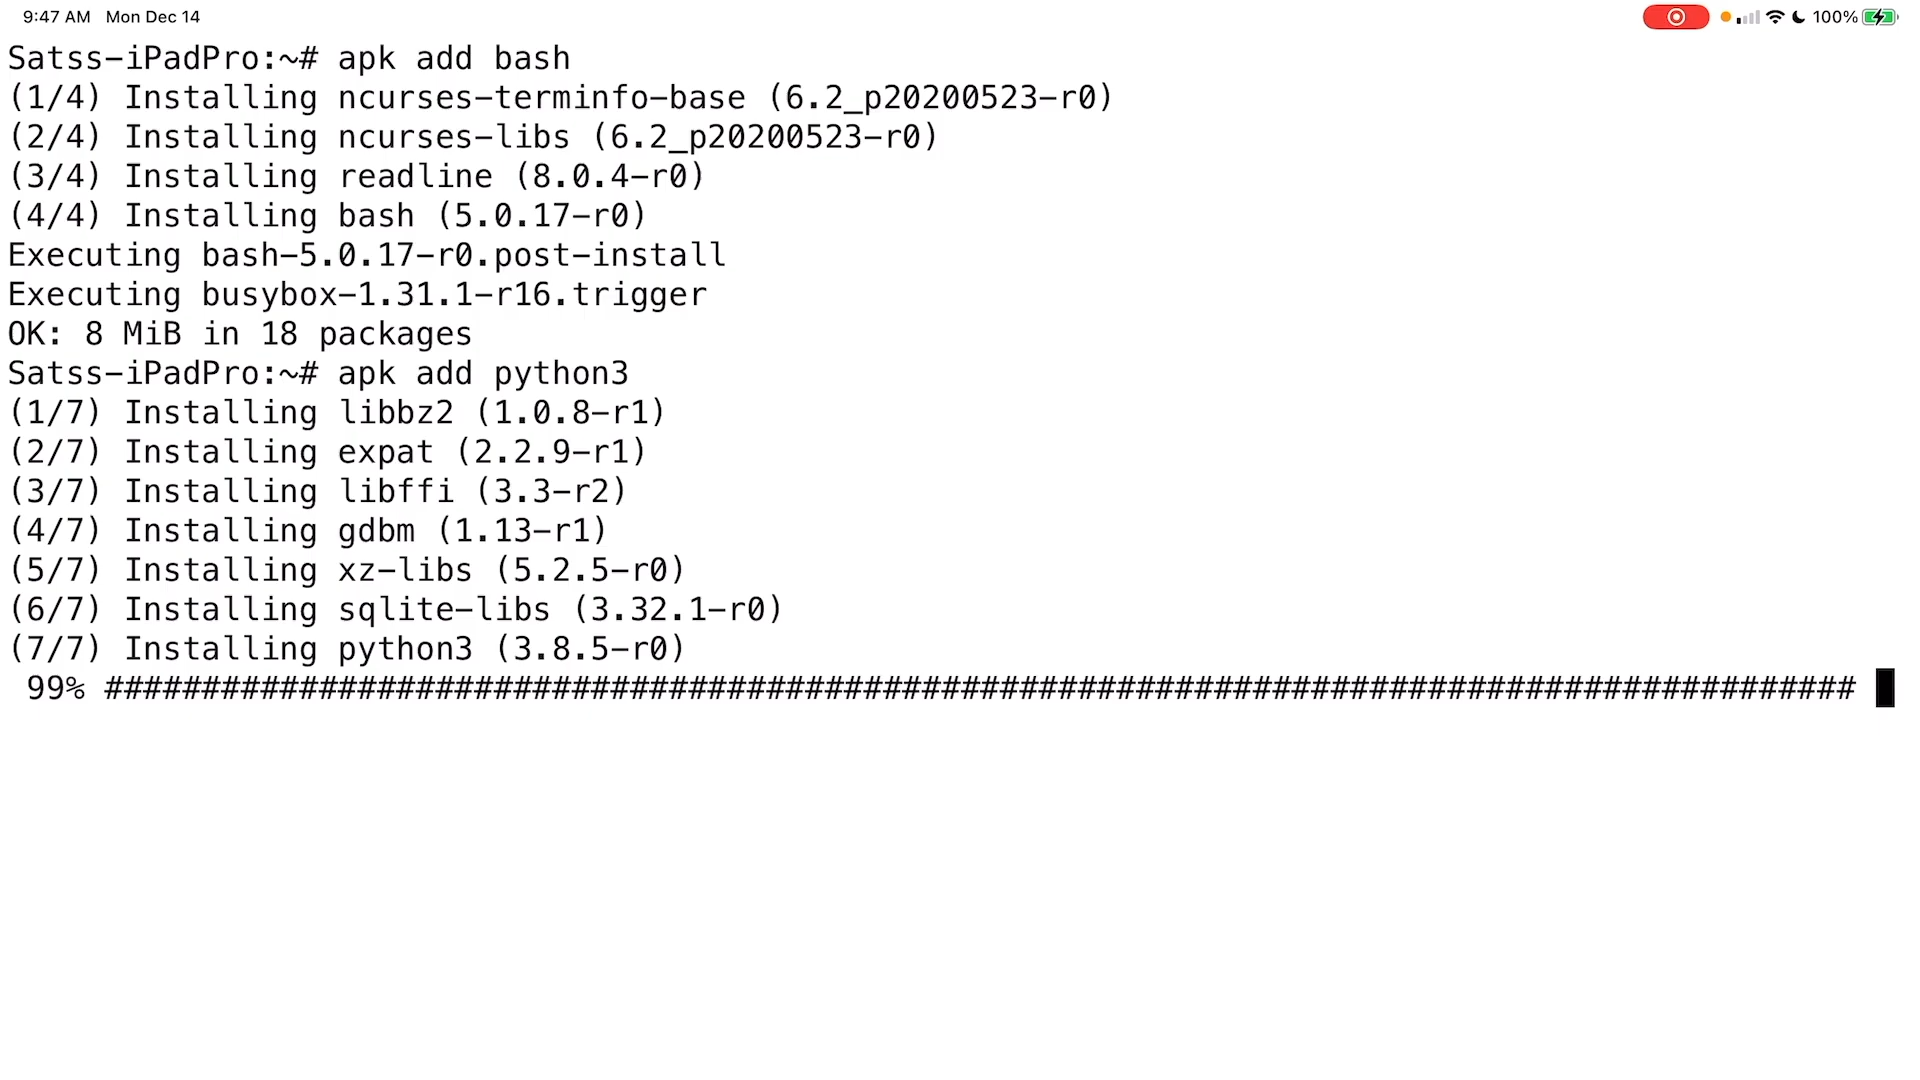 9:47 AM Mon Dec 14 100%
Satss-iPadPro:~# apk add bash
(1/4) Installing ncurses-terminfo-base (6.2_p20200523-r0)
(2/4) Installing ncurses-libs (6.2_p20200523-r0)
(3/4) Installing readline (8.0.4-r0)
(4/4) Installing bash (5.0.17-r0)
Executing bash-5.0.17-r0.post-install
Executing busybox-1.31.1-r16.trigger
OK: 8 MiB in 18 packages
Satss-iPadPro:~# apk add python3
(1/7) Installing libbz2 (1.0.8-r1)
(2/7) Installing expat (2.2.9-r1)
(3/7) Installing libffi (3.3-r2)
(4/7) Installing gdbm (1.13-r1)
(5/7) Installing xz-libs (5.2.5-r0)
(6/7) Installing sqlite-libs (3.32.1-r0)
(7/7) Installing python3 (3.8.5-r0)
99% ##########################################################################################